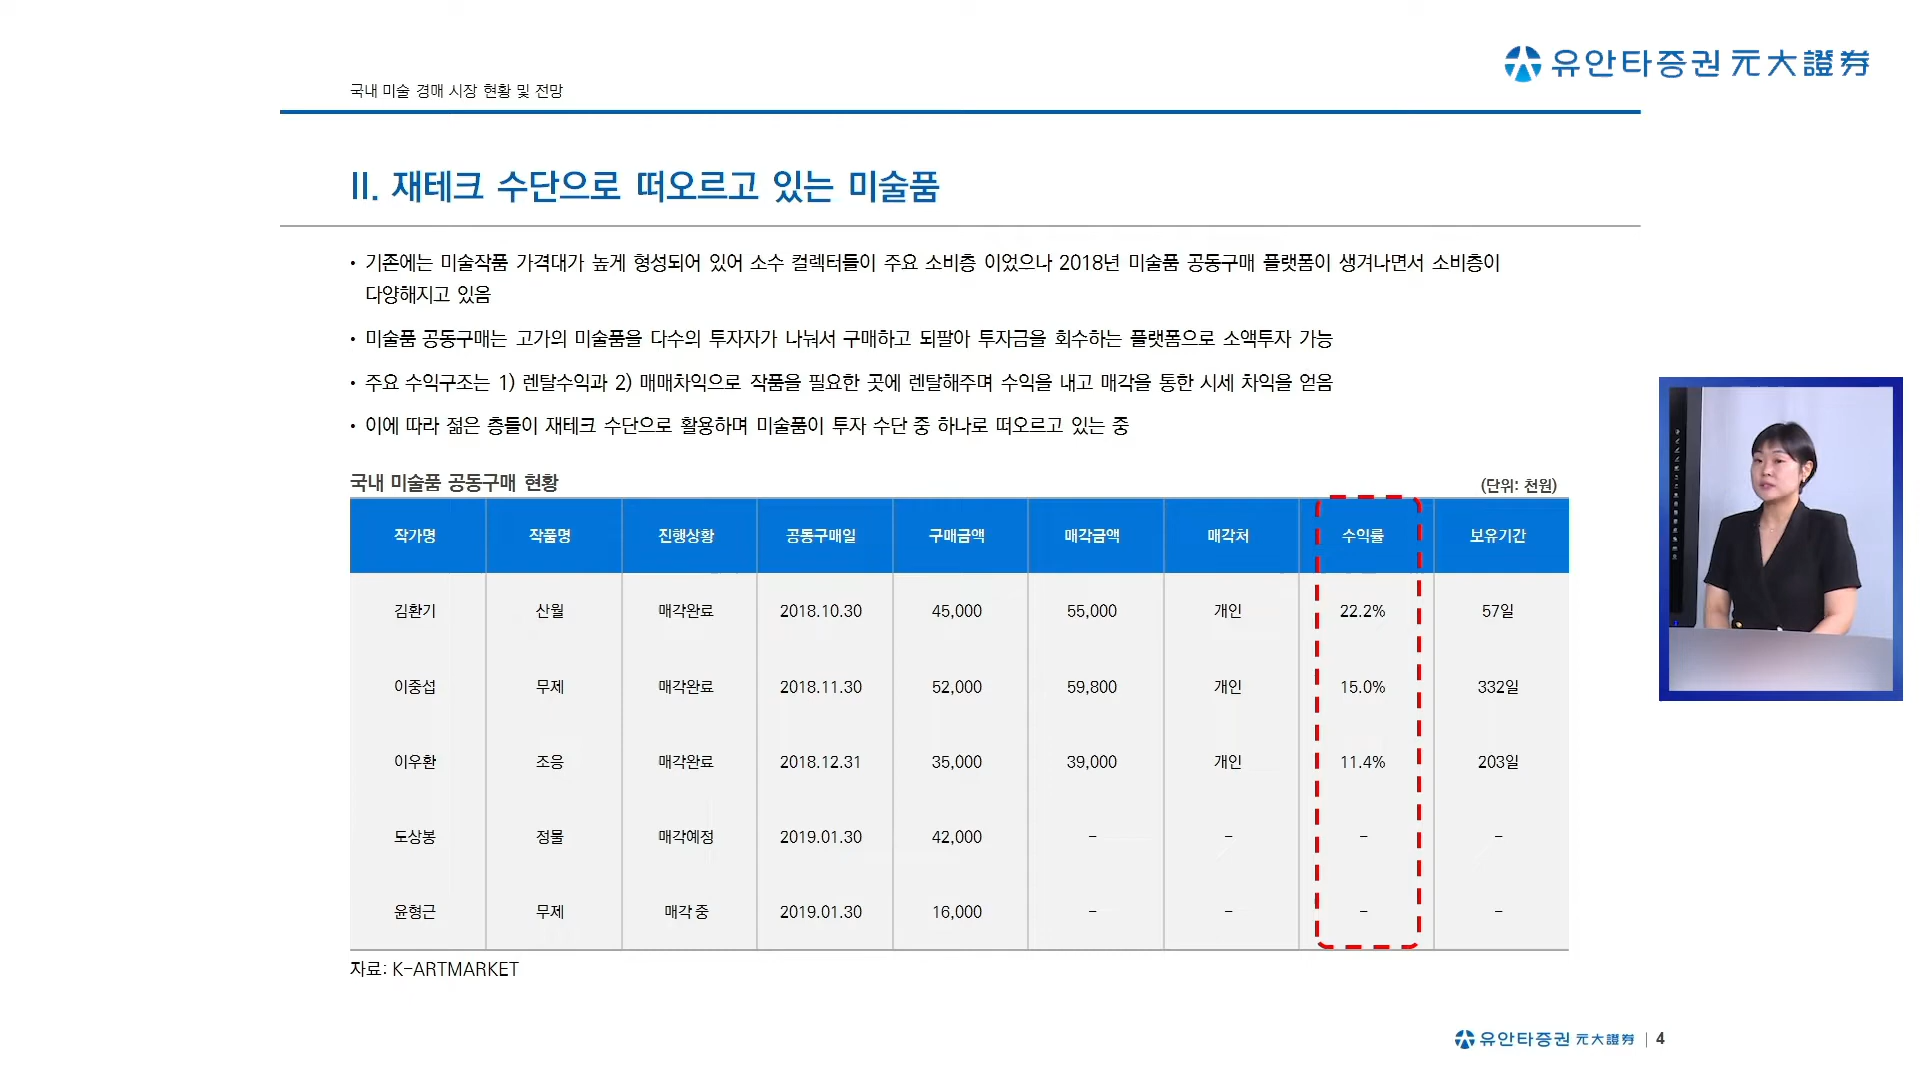 유안타증권 元大證券
국내 미술 경매 시장 현황 및 전망
II. 재테크 수단으로 떠오르고 있는 미술품
• 기존에는 미술작품 가격대가 높게 형성되어 있어 소수 컬렉터들이 주요 소비층 이었으나 2018년 미술품 공동구매 플랫폼이 생겨나면서 소비층이
다양해지고 있음
• 미술품 공동구매는 고가의 미술품을 다수의 투자자가 나눠서 구매하고 되팔아 투자금을 회수하는 플랫폼으로 소액투자 가능
• 주요 수익구조는 1) 렌탈수익과 2) 매매차익으로 작품을 필요한 곳에 렌탈해주며 수익을 내고 매각을 통한 시세 차익을 얻음
• 이에 따라 젊은 층들이 재테크 수단으로 활용하며 미술품이 투자 수단 중 하나로 떠오르고 있는 중
국내 미술품 공동구매 현황 (단위: 천원)
작가명 작품명 진행상황 공동구매일 구매금액 매각금액 매각처 수익률 보유기간
김환기 산월 매각완료 2018.10.30 45,000 55,000 개인 22.2% 57일
이중섭 무제 매각완료 2018.11.30 52,000 59,800 개인 15.0% 332일
이우환 조응 매각완료 2018.12.31 35,000 39,000 개인 11.4% 203일
도상봉 정물 매각예정 2019.01.30 42,000 - - - -
윤형근 무제 매각 중 2019.01.30 16,000 - - - -
자료: K-ARTMARKET
유안타증권 元大證券 | 4